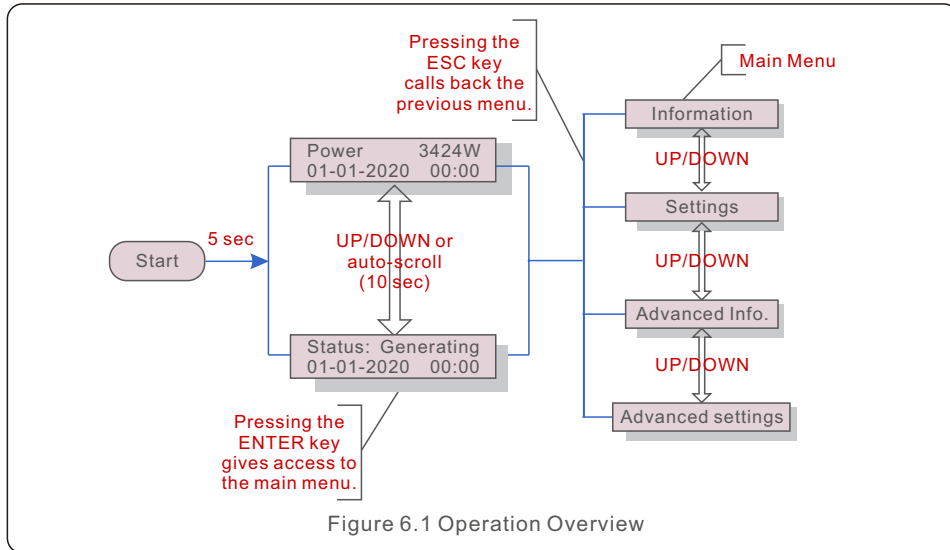 Pressing the
ESC key
calls back the
previous menu.
Main Menu
Information
UP/DOWN
Settings
UP/DOWN
Advanced Info.
UP/DOWN
Advanced settings
Power 3424W
01-01-2020 00:00
5 sec
Start
UP/DOWN or
auto-scroll
(10 sec)
Status: Generating
01-01-2020 00:00
Pressing the
ENTER key
gives access to
the main menu.
Figure 6.1 Operation Overview